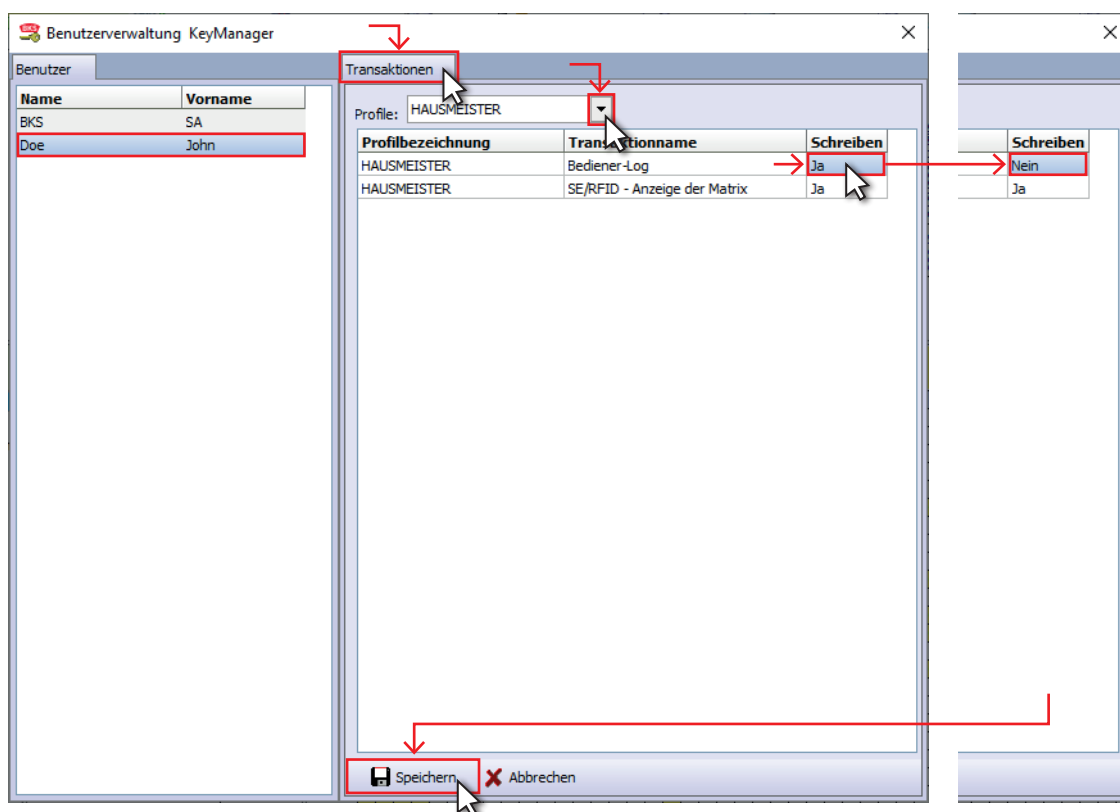 Benutzerverwaltung KeyManager
Benutzer
Transaktionen
Name Vorname
BKS SA
Doe John
Profile: HAUSMEISTER
Profilbezeichnung Transaktionname Schreiben Schreiben
HAUSMEISTER Bediener-Log Ja Nein
HAUSMEISTER SE/RFID - Anzeige der Matrix Ja Ja
Speichern Abbrechen